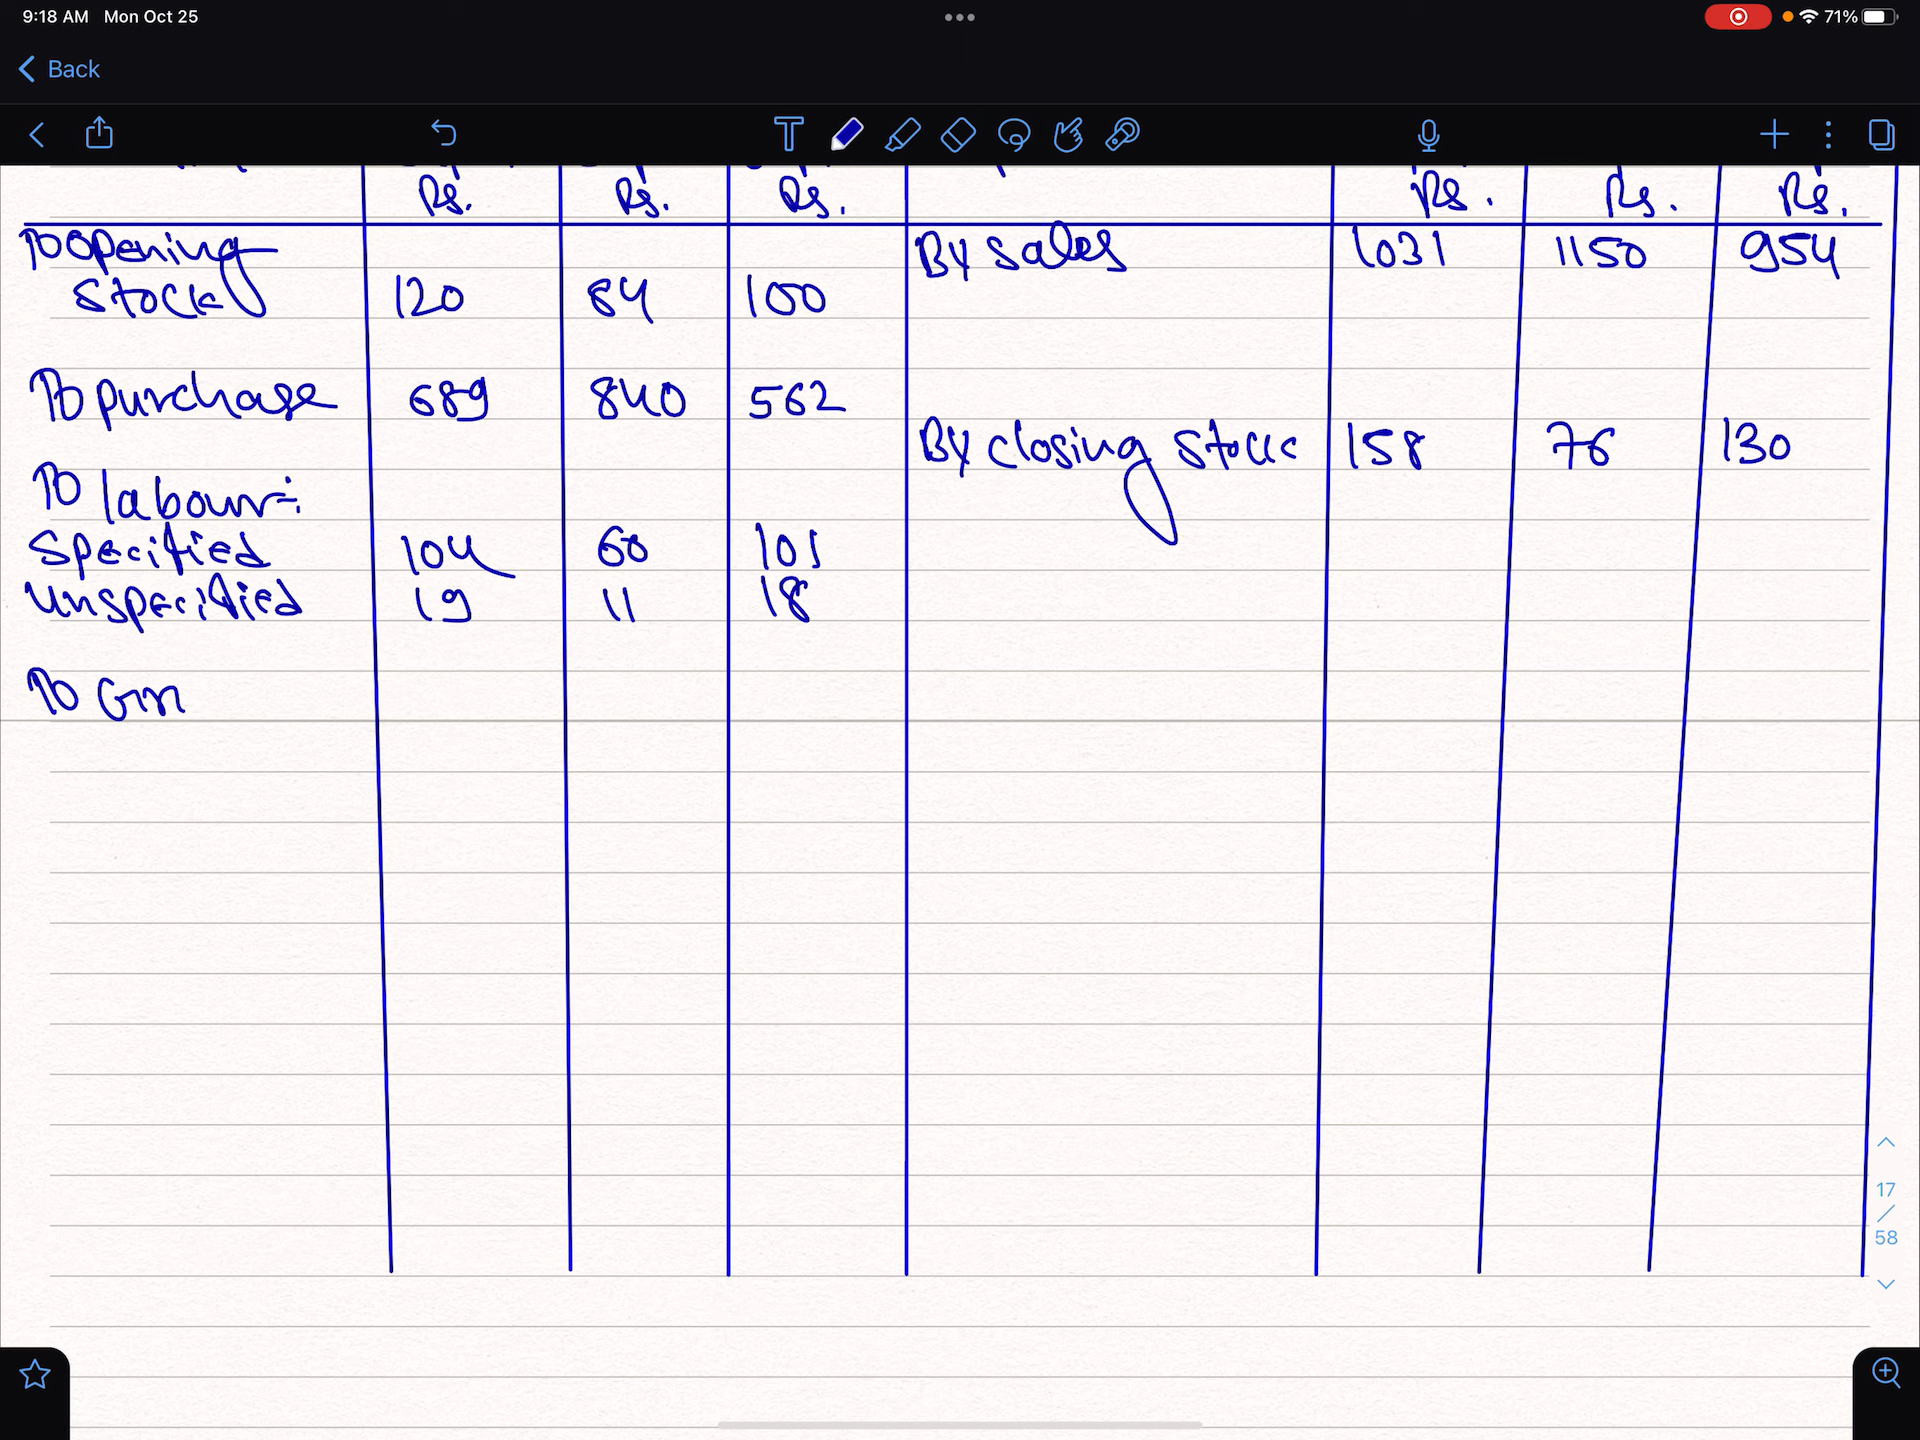 9:18 AM Mon Oct 25
71%
Back
Rs. Rs. Rs. Rs. Rs. Rs.
To Opening By Sales 1031 1150 954
Stock 120 84 100
To Purchase 689 840 562
By Closing Stock 158 76 130
To labour:
Specified 104 60 101
Unspecified 19 11 18
To Gm
17
/
58